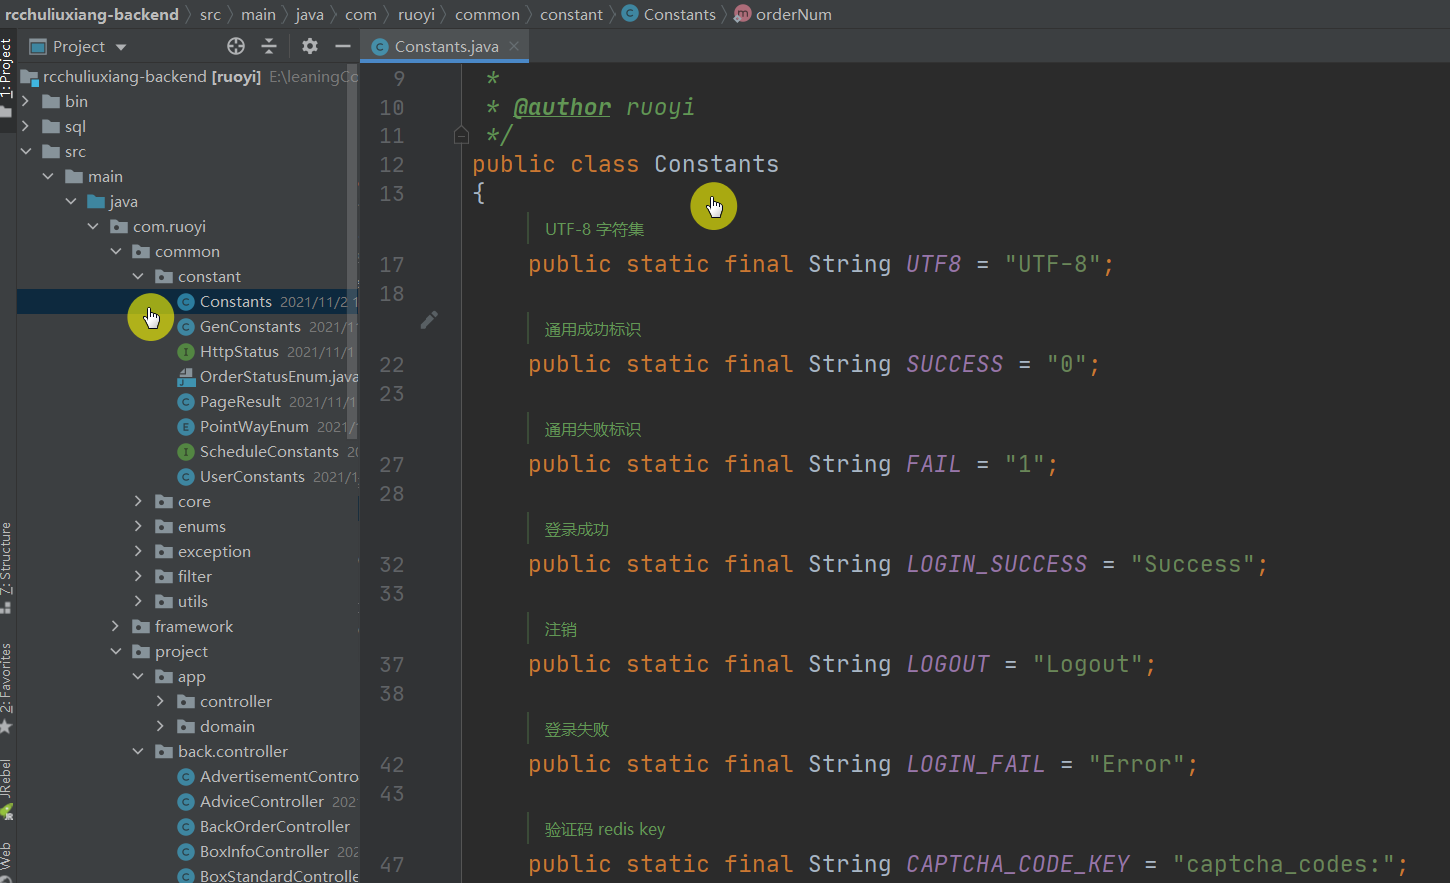 rcchuliuxiang-backend src main java com ruoyi common constant Constants orderNum
Project
Constants.java
1: Project
7: Structure
2: Favorites
JRebel
Web
rcchuliuxiang-backend [ruoyi] E:\leaningCo
bin
sql
src
main
java
com.ruoyi
common
constant
Constants 2021/11/2 1
GenConstants 2021/11
HttpStatus 2021/11/1
OrderStatusEnum.java
PageResult 2021/11/1
PointWayEnum 2021/
ScheduleConstants 20
UserConstants 2021/1
core
enums
exception
filter
utils
framework
project
app
controller
domain
back.controller
AdvertisementContro
AdviceController 202
BackOrderController
BoxInfoController 202
BoxStandardControlle
9 *
10 * @author ruoyi
11 */
12 public class Constants
13 {
UTF-8 字符集
17 public static final String UTF8 = "UTF-8";
18
通用成功标识
22 public static final String SUCCESS = "0";
23
通用失败标识
27 public static final String FAIL = "1";
28
登录成功
32 public static final String LOGIN_SUCCESS = "Success";
33
注销
37 public static final String LOGOUT = "Logout";
38
登录失败
42 public static final String LOGIN_FAIL = "Error";
43
验证码 redis key
47 public static final String CAPTCHA_CODE_KEY = "captcha_codes:";